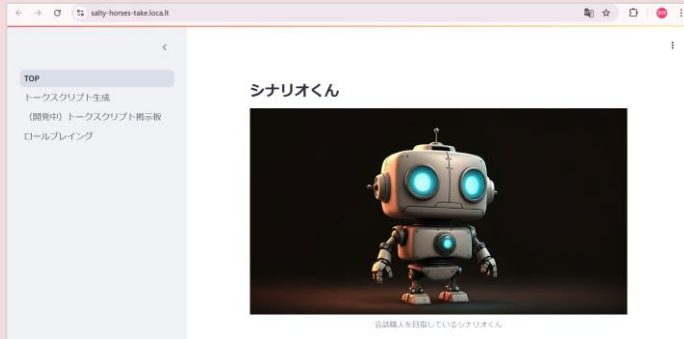 salty-horses-take.loca.lt
TOP
トークスクリプト生成
（開発中）トークスクリプト掲示板
ロールプレイング
シナリオくん
会話職人を目指しているシナリオくん